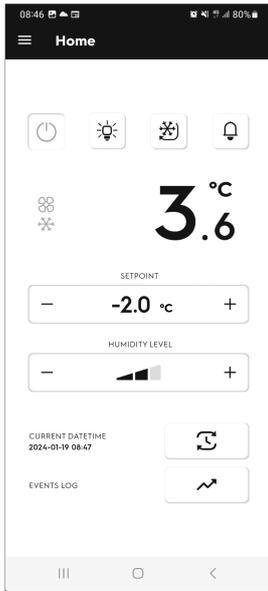 08:46 80%
Home
3.6 °C
SETPOINT
− -2.0 °C +
HUMIDITY LEVEL
− +
CURRENT DATETIME
2024-01-19 08:47
EVENTS LOG